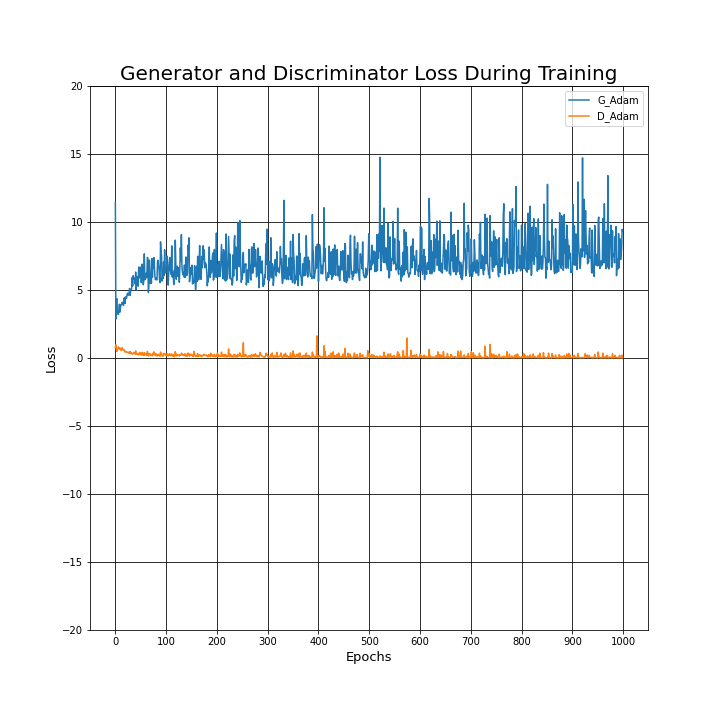 Generator and Discriminator Loss During Training
G_Adam
D_Adam
20
15
10
5
0
−5
−10
−15
−20
Loss
0 100 200 300 400 500 600 700 800 900 1000
Epochs